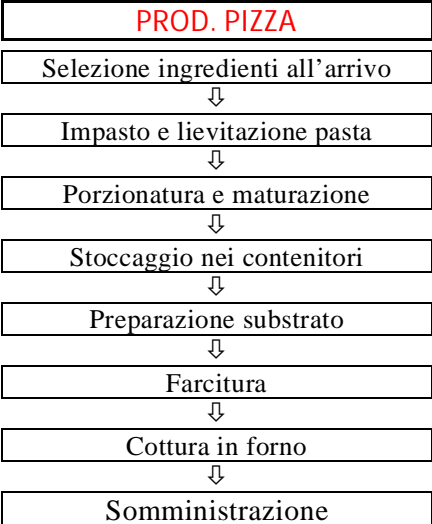 PROD. PIZZA
Selezione ingredienti all'arrivo
⇩
Impasto e lievitazione pasta
⇩
Porzionatura e maturazione
⇩
Stoccaggio nei contenitori
⇩
Preparazione substrato
⇩
Farcitura
⇩
Cottura in forno
⇩
Somministrazione